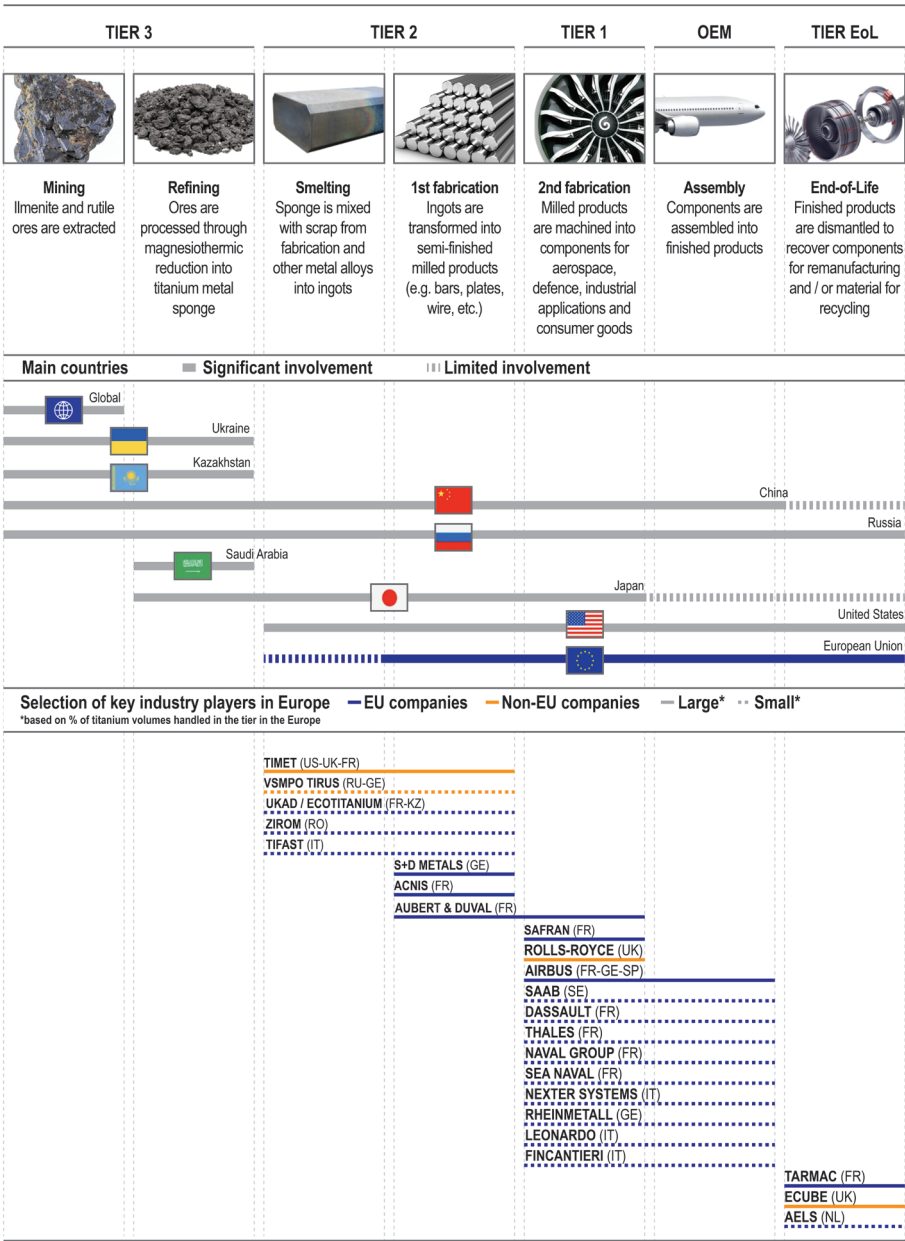 TIER 3
TIER 2
TIER 1
OEM
TIER EoL
Mining
Ilmenite and rutile
ores are extracted
Refining
Ores are
processed through
magnesiothermic
reduction into
titanium metal
sponge
Smelting
Sponge is mixed
with scrap from
fabrication and
other metal alloys
into ingots
1st fabrication
Ingots are
transformed into
semi-finished
milled products
(e.g. bars, plates,
wire, etc.)
2nd fabrication
Milled products
are machined into
components for
aerospace,
defence, industrial
applications and
consumer goods
Assembly
Components are
assembled into
finished products
End-of-Life
Finished products
are dismantled to
recover components
for remanufacturing
and / or material for
recycling
Main countries
Significant involvement
Limited involvement
Global
Ukraine
Kazakhstan
China
Russia
Saudi Arabia
Japan
United States
European Union
Selection of key industry players in Europe
EU companies
Non-EU companies
Large*
Small*
*based on % of titanium volumes handled in the tier in the Europe
TIMET (US-UK-FR)
VSMPO TIRUS (RU-GE)
UKAD / ECOTITANIUM (FR-KZ)
ZIROM (RO)
TIFAST (IT)
S+D METALS (GE)
ACNIS (FR)
AUBERT & DUVAL (FR)
SAFRAN (FR)
ROLLS-ROYCE (UK)
AIRBUS (FR-GE-SP)
SAAB (SE)
DASSAULT (FR)
THALES (FR)
NAVAL GROUP (FR)
SEA NAVAL (FR)
NEXTER SYSTEMS (IT)
RHEINMETALL (GE)
LEONARDO (IT)
FINCANTIERI (IT)
TARMAC (FR)
ECUBE (UK)
AELS (NL)